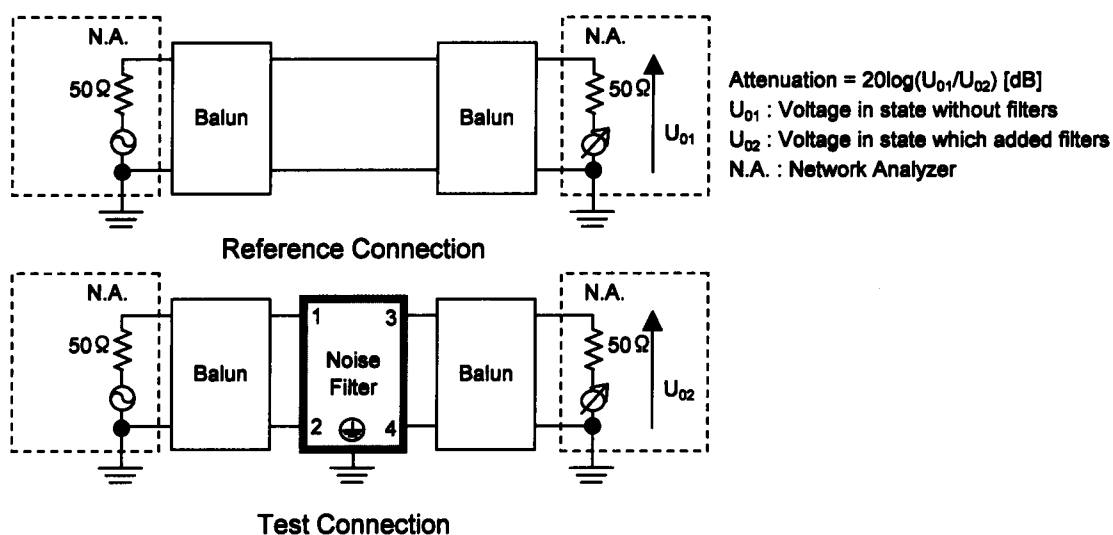 N.A.
50Ω
Balun
Balun
N.A.
50Ω
U01
Attenuation = 20log(U01/U02) [dB]
U01 : Voltage in state without filters
U02 : Voltage in state which added filters
N.A. : Network Analyzer
Reference Connection
N.A.
50Ω
Balun
1
3
Noise
Filter
2
4
Balun
N.A.
50Ω
U02
Test Connection